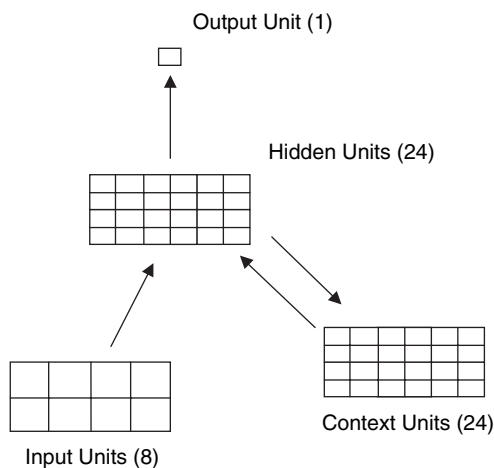 Output Unit (1)
Hidden Units (24)
Context Units (24)
Input Units (8)